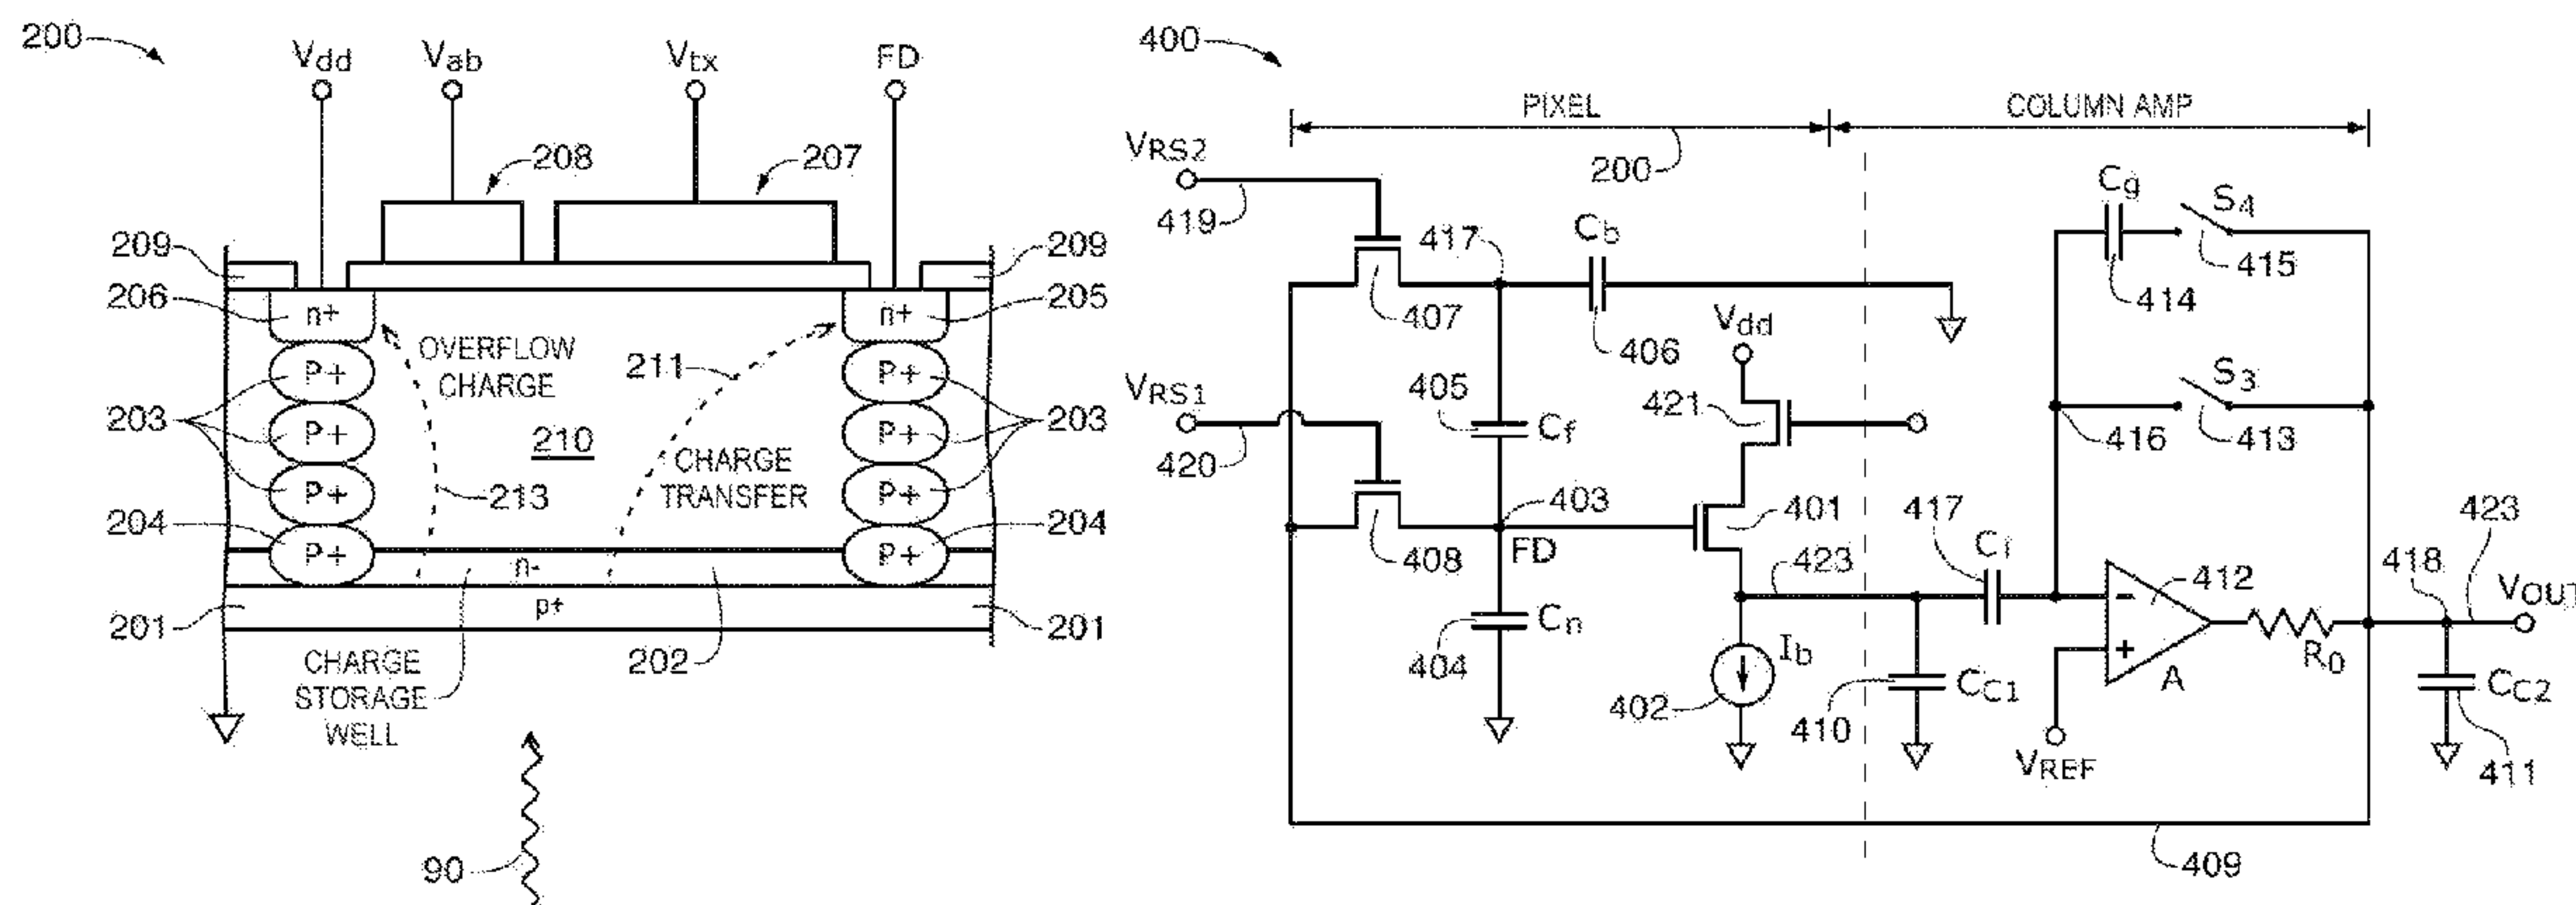 200
Vdd
Vab
Vtx
FD
208
207
209
209
206
n+
n+
205
OVERFLOW
CHARGE
211
P+
P+
203
P+
210
P+
203
CHARGE
TRANSFER
P+
213
P+
204
P+
P+
204
n-
201
p+
201
CHARGE
STORAGE
WELL
202
90
400
PIXEL
COLUMN AMP
VRS2
200
419
417
Cb
Cg
S4
415
414
407
406
Vdd
VRS1
405
Cf
421
S3
420
416
413
403
401
417
423
408
FD
423
CI
412
418
VOUT
404
Cn
Ib
402
410
CC1
A
R0
CC2
VREF
411
409